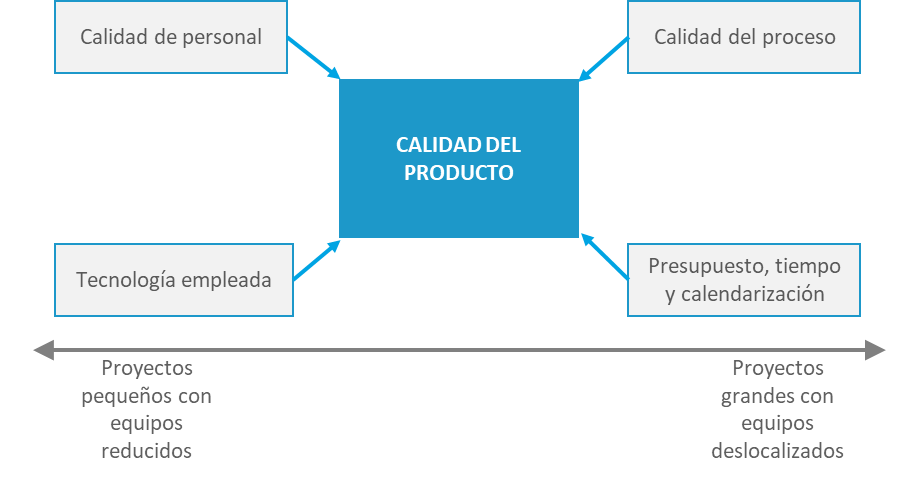 Calidad de personal
Calidad del proceso
CALIDAD DEL
PRODUCTO
Tecnología empleada
Presupuesto, tiempo
y calendarización
Proyectos
pequeños con
equipos
reducidos
Proyectos
grandes con
equipos
deslocalizados